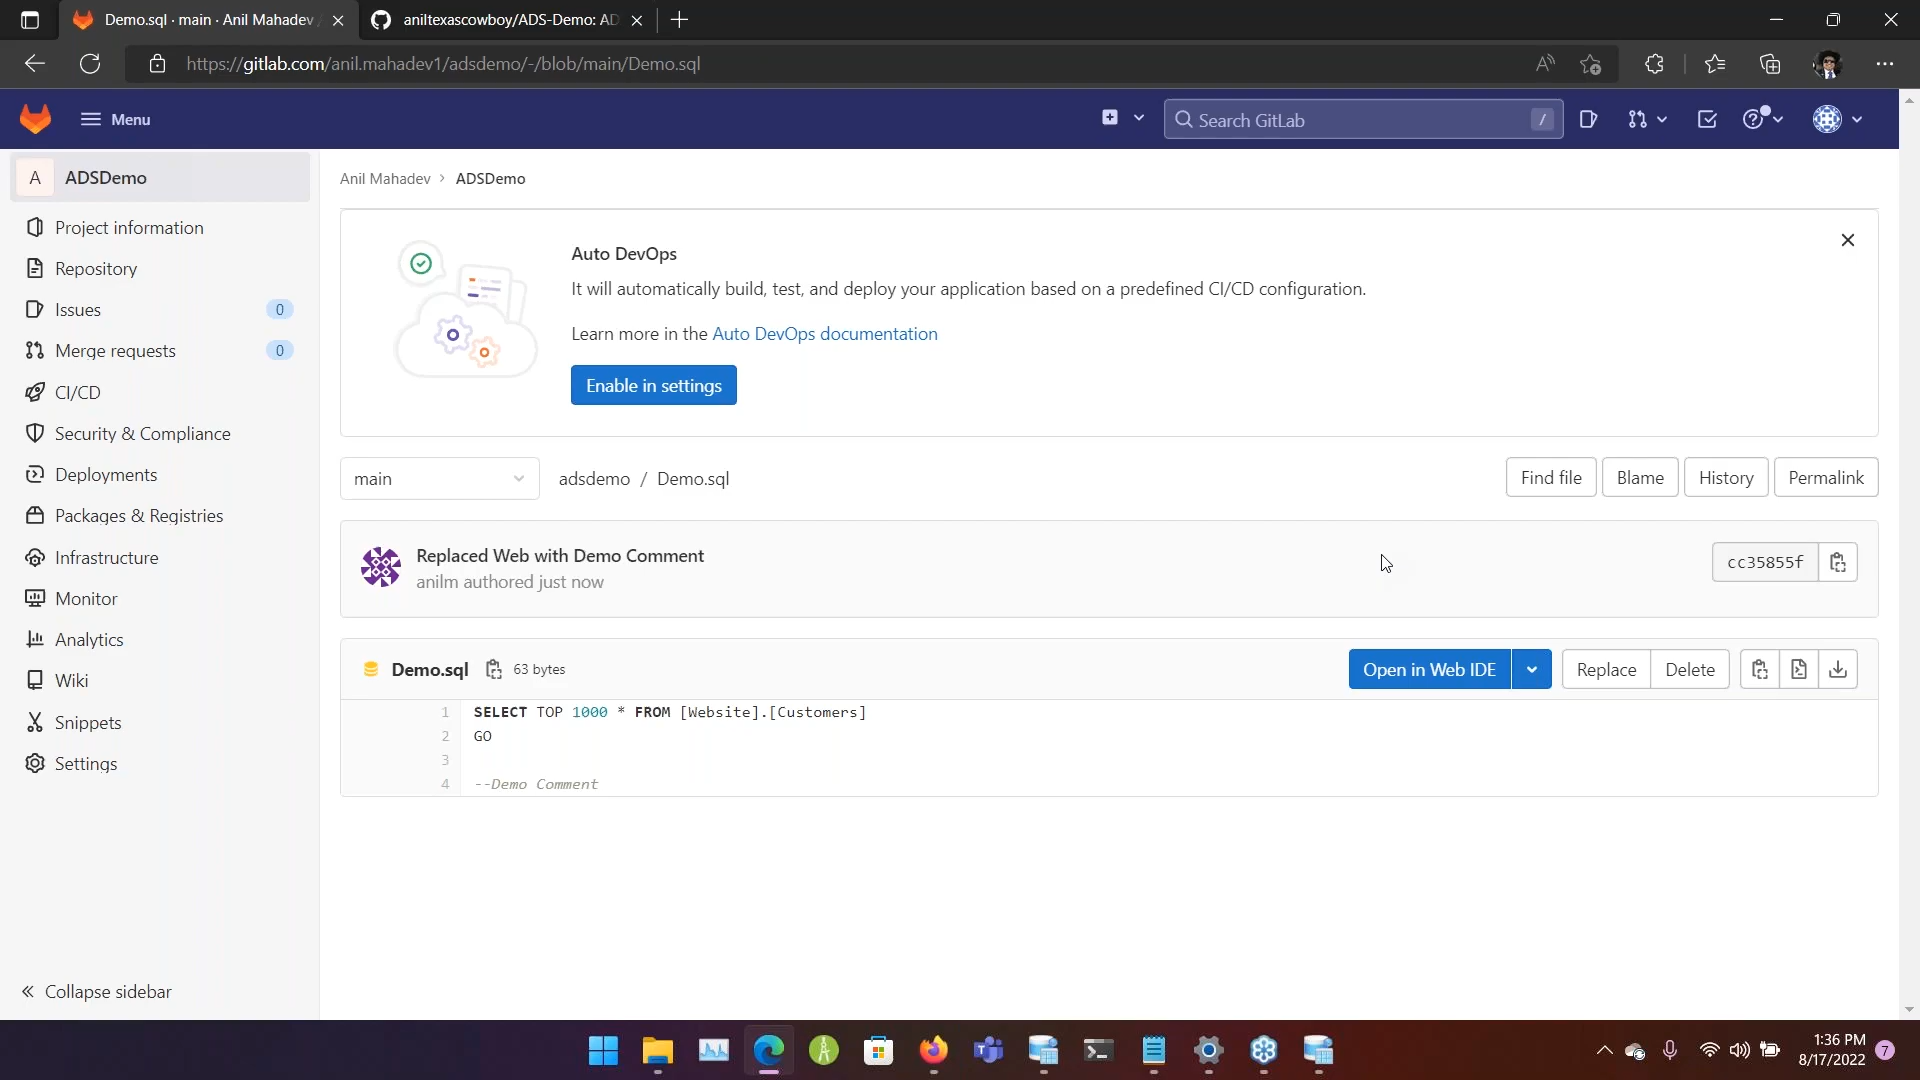 Demo.sql · main · Anil Mahadev
aniltexascowboy/ADS-Demo: AD
https://gitlab.com/anil.mahadev1/adsdemo/-/blob/main/Demo.sql
Menu
Search GitLab
/
A ADSDemo
Project information
Repository
Issues 0
Merge requests 0
CI/CD
Security & Compliance
Deployments
Packages & Registries
Infrastructure
Monitor
Analytics
Wiki
Snippets
Settings
Collapse sidebar
Anil Mahadev > ADSDemo
Auto DevOps
It will automatically build, test, and deploy your application based on a predefined CI/CD configuration.
Learn more in the Auto DevOps documentation
Enable in settings
main
adsdemo / Demo.sql
Find file
Blame
History
Permalink
Replaced Web with Demo Comment
anilm authored just now
cc35855f
Demo.sql
63 bytes
Open in Web IDE
Replace
Delete
1 SELECT TOP 1000 * FROM [Website].[Customers]
2 GO
3
4 --Demo Comment
1:36 PM
8/17/2022
7